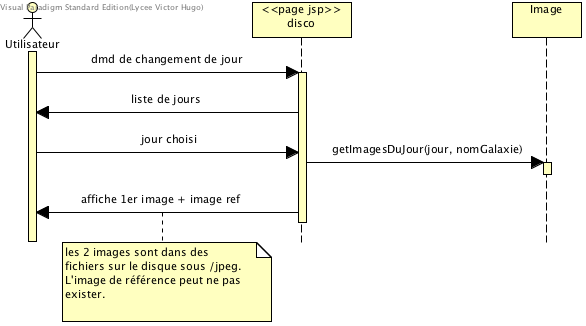 Visual Paradigm Standard Edition(Lycee Victor Hugo)
<<page jsp>>
disco
Image
Utilisateur
dmd de changement de jour
liste de jours
jour choisi
getImagesDuJour(jour, nomGalaxie)
affiche 1er image + image ref
les 2 images sont dans des
fichiers sur le disque sous /jpeg.
L'image de référence peut ne pas
exister.